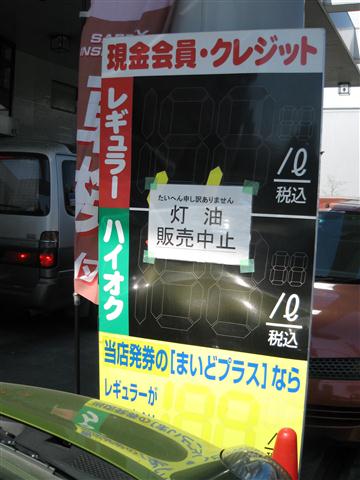 現金会員・クレジット
レギュラー
/ℓ
税込
たいへん申し訳ありません
灯油
販売中止
ハイオク
/ℓ
税込
当店発券の[まいどプラス]なら
レギュラーが